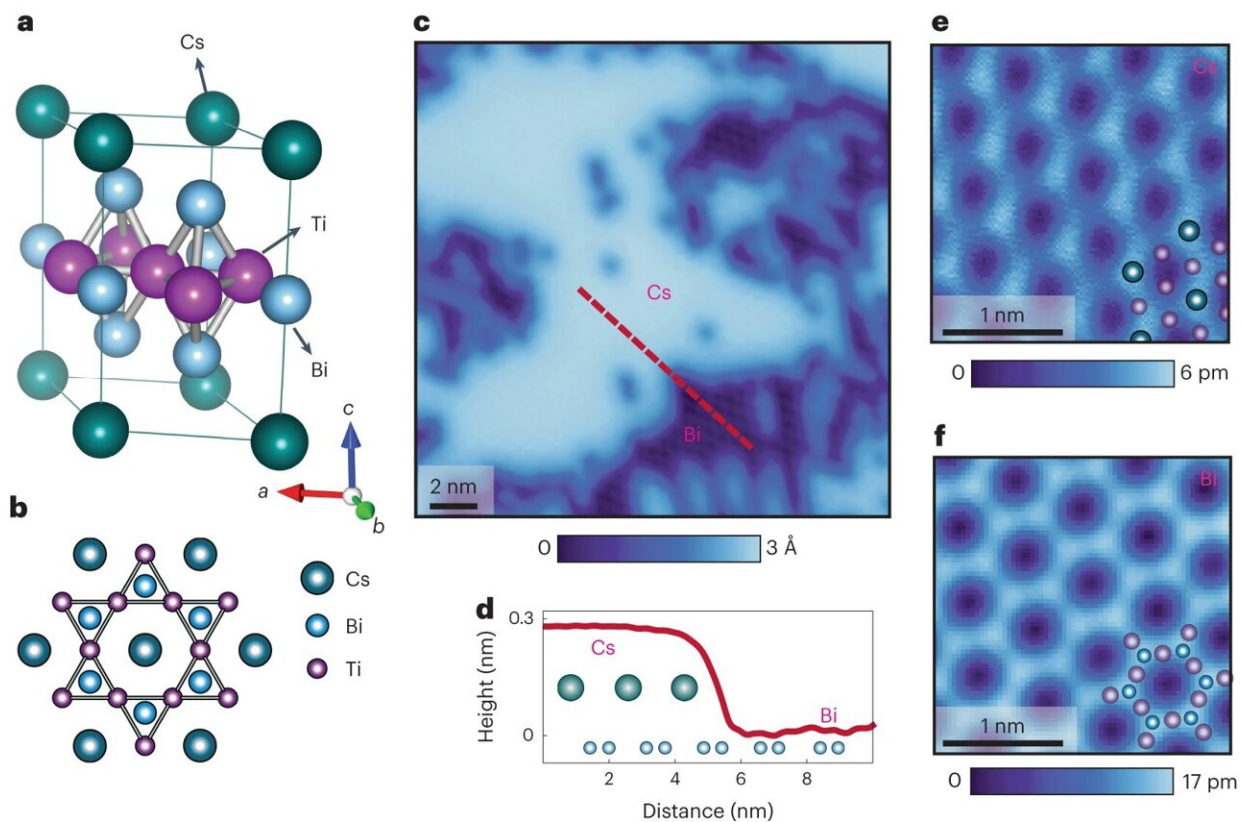 a
Cs
Ti
Bi
c
a
b
b
Cs
Bi
Ti
c
Cs
Bi
2 nm
0 3 Å
d
0.3
0
Height (nm)
Cs
Bi
2 4 6 8
Distance (nm)
e
Cs
1 nm
0 6 pm
f
Bi
1 nm
0 17 pm